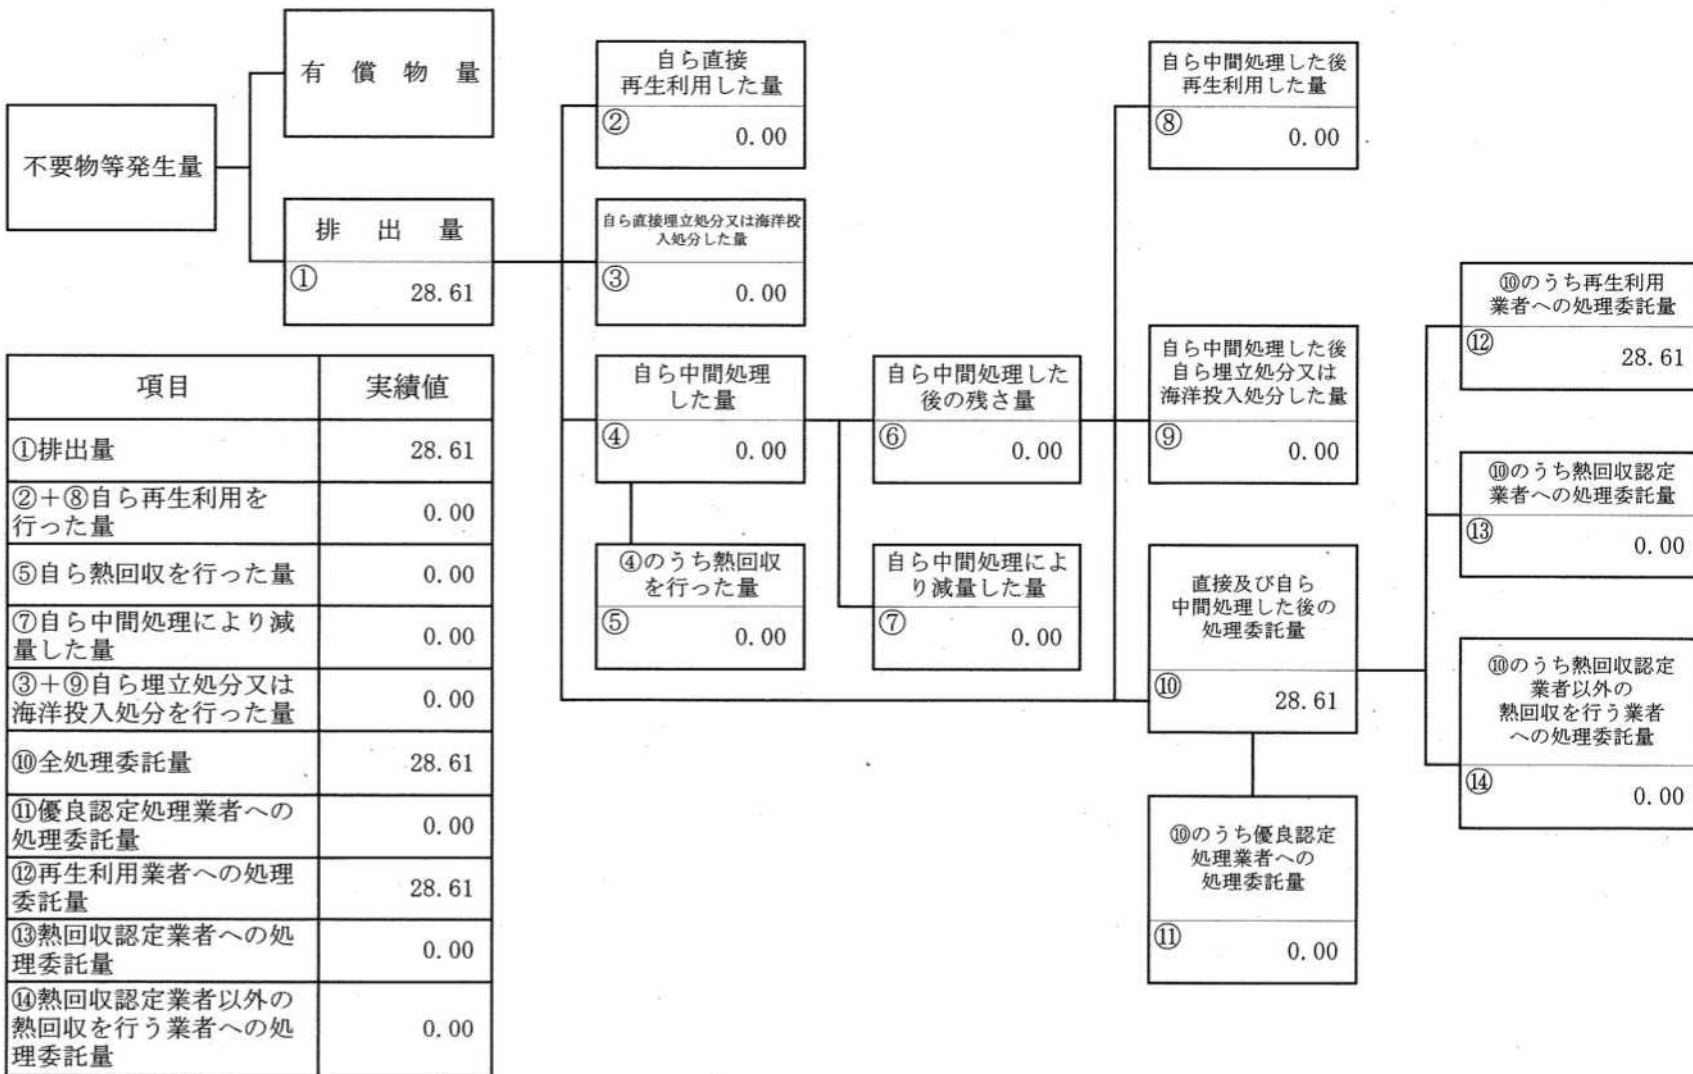 不要物等発生量
有償物量
排出量
①
28.61
自ら直接
再生利用した量
②
0.00
自ら直接埋立処分又は海洋投
入処分した量
③
0.00
自ら中間処理
した量
④
0.00
④のうち熱回収
を行った量
⑤
0.00
自ら中間処理した
後の残さ量
⑥
0.00
自ら中間処理によ
り減量した量
⑦
0.00
自ら中間処理した後
再生利用した量
⑧
0.00
自ら中間処理した後
自ら埋立処分又は
海洋投入処分した量
⑨
0.00
直接及び自ら
中間処理した後の
処理委託量
⑩
28.61
⑩のうち優良認定
処理業者への
処理委託量
⑪
0.00
⑩のうち再生利用
業者への処理委託量
⑫
28.61
⑩のうち熱回収認定
業者への処理委託量
⑬
0.00
⑩のうち熱回収認定
業者以外の
熱回収を行う業者
への処理委託量
⑭
0.00
項目 実績値
①排出量 28.61
②+⑧自ら再生利用を
行った量 0.00
⑤自ら熱回収を行った量 0.00
⑦自ら中間処理により減
量した量 0.00
③+⑨自ら埋立処分又は
海洋投入処分を行った量 0.00
⑩全処理委託量 28.61
⑪優良認定処理業者への
処理委託量 0.00
⑫再生利用業者への処理
委託量 28.61
⑬熱回収認定業者への処
理委託量 0.00
⑭熱回収認定業者以外の
熱回収を行う業者への処
理委託量 0.00